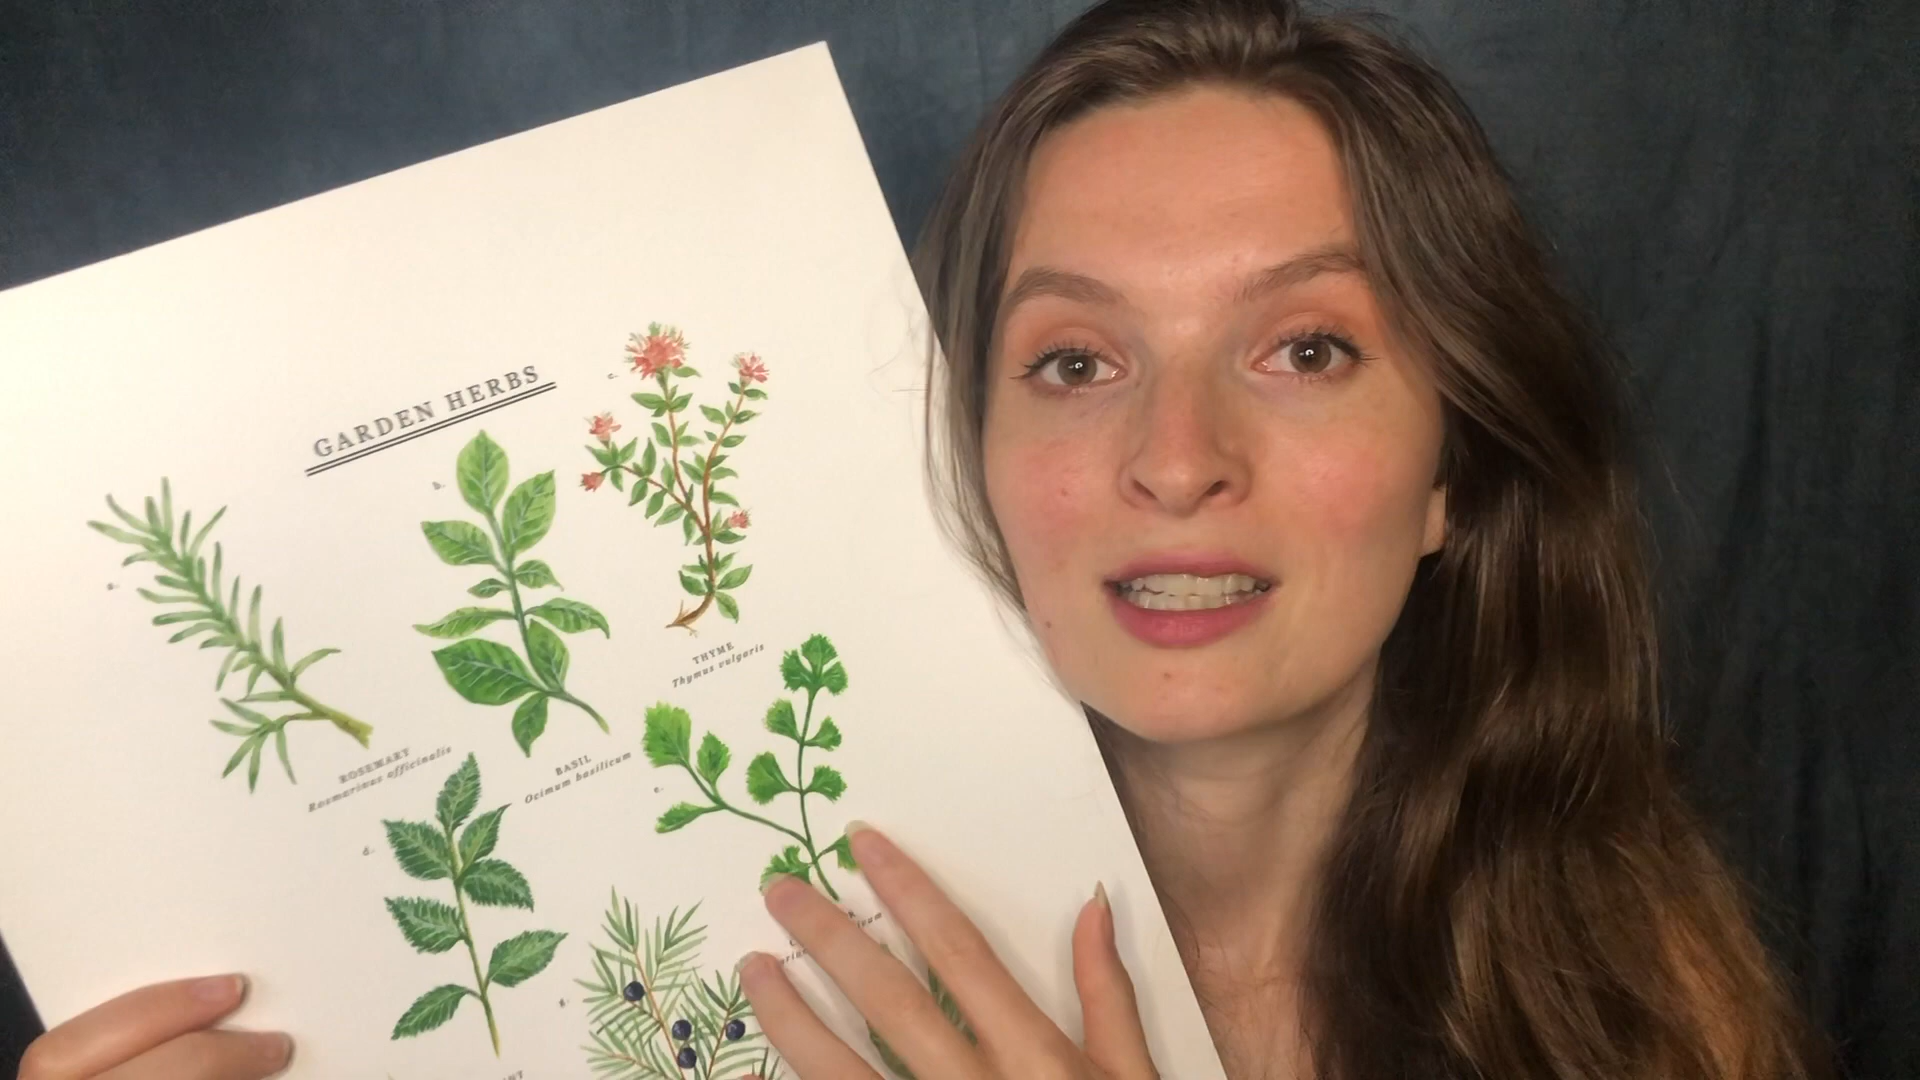 GARDEN HERBS
a.
b.
c.
THYME
Thymus vulgaris
ROSEMARY
Rosmarinus officinalis
BASIL
Ocimum basilicum
d.
e.
g.